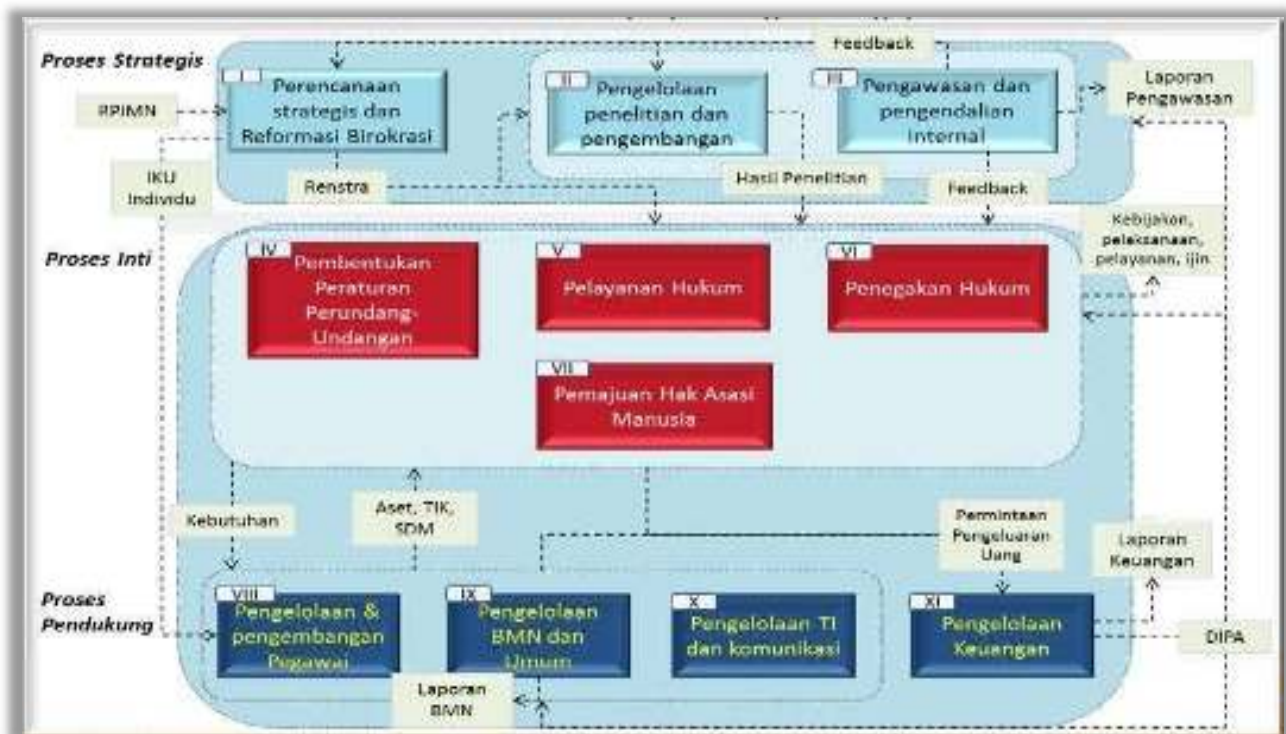 Feedback
Proses Strategis
I
Perencanaan
strategis dan
Reformasi Birokrasi
II
Pengelolaan
penelitian dan
pengembangan
III
Pengawasan dan
pengendalian
Internal
Laporan
Pengawasan
RPJMN
IKU
Individu
Renstra
Hasil Penelitian
Feedback
Kebijakan,
pelaksanaan,
pelayanan, ijin
Proses Inti
IV
Pembentukan
Peraturan
Perundang-
Undangan
V
Pelayanan Hukum
VI
Penegakan Hukum
VII
Pemajuan Hak Asasi
Manusia
Kebutuhan
Aset, TIK,
SDM
Permintaan
Pengeluaran
Uang
Laporan
Keuangan
Proses
Pendukung
VIII
Pengelolaan &
pengembangan
Pegawai
IX
Pengelolaan
BMN dan
Umum
X
Pengelolaan TI
dan komunikasi
XI
Pengelolaan
Keuangan
DIPA
Laporan
BMN